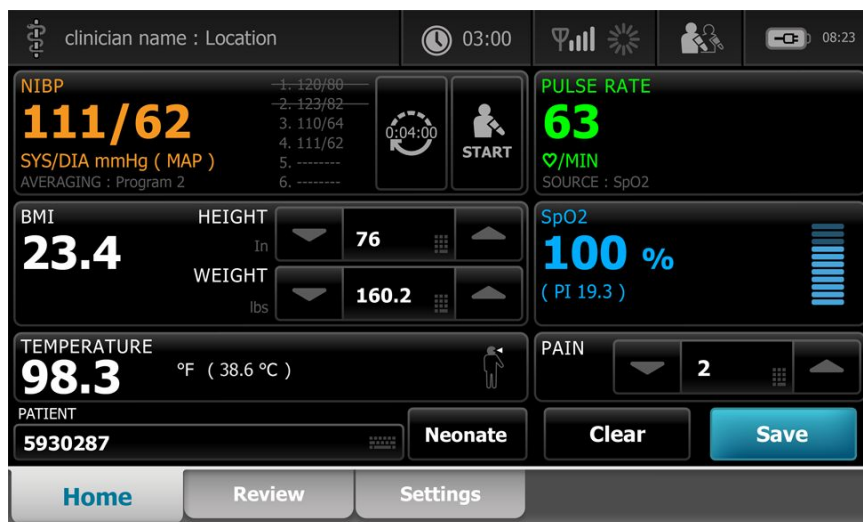 clinician name : Location
03:00
08:23
NIBP
111/62
SYS/DIA mmHg ( MAP )
AVERAGING : Program 2
1. 120/80
2. 123/82
3. 110/64
4. 111/62
5. --------
6. --------
0:04:00
START
PULSE RATE
63
/MIN
SOURCE : SpO2
BMI
23.4
HEIGHT
In
76
WEIGHT
lbs
160.2
SpO2
100 %
( PI 19.3 )
TEMPERATURE
98.3 °F ( 38.6 °C )
PAIN
2
PATIENT
5930287
Neonate
Clear
Save
Home
Review
Settings